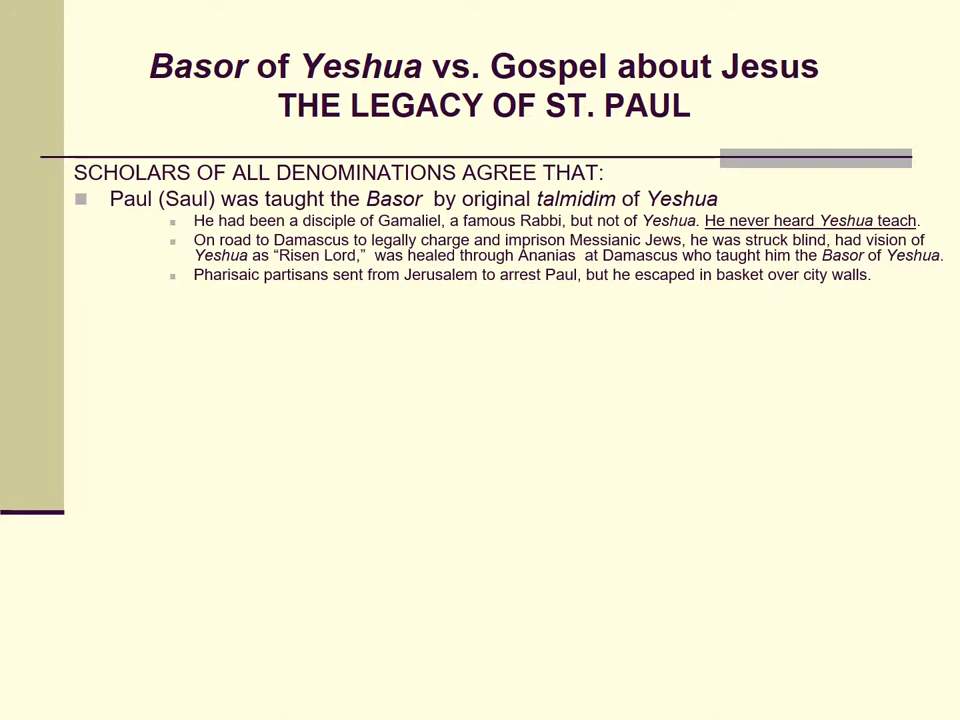 Basor of Yeshua vs. Gospel about Jesus
THE LEGACY OF ST. PAUL
SCHOLARS OF ALL DENOMINATIONS AGREE THAT:
Paul (Saul) was taught the Basor by original talmidim of Yeshua
He had been a disciple of Gamaliel, a famous Rabbi, but not of Yeshua. He never heard Yeshua teach.
On road to Damascus to legally charge and imprison Messianic Jews, he was struck blind, had vision of
Yeshua as “Risen Lord,” was healed through Ananias at Damascus who taught him the Basor of Yeshua.
Pharisaic partisans sent from Jerusalem to arrest Paul, but he escaped in basket over city walls.